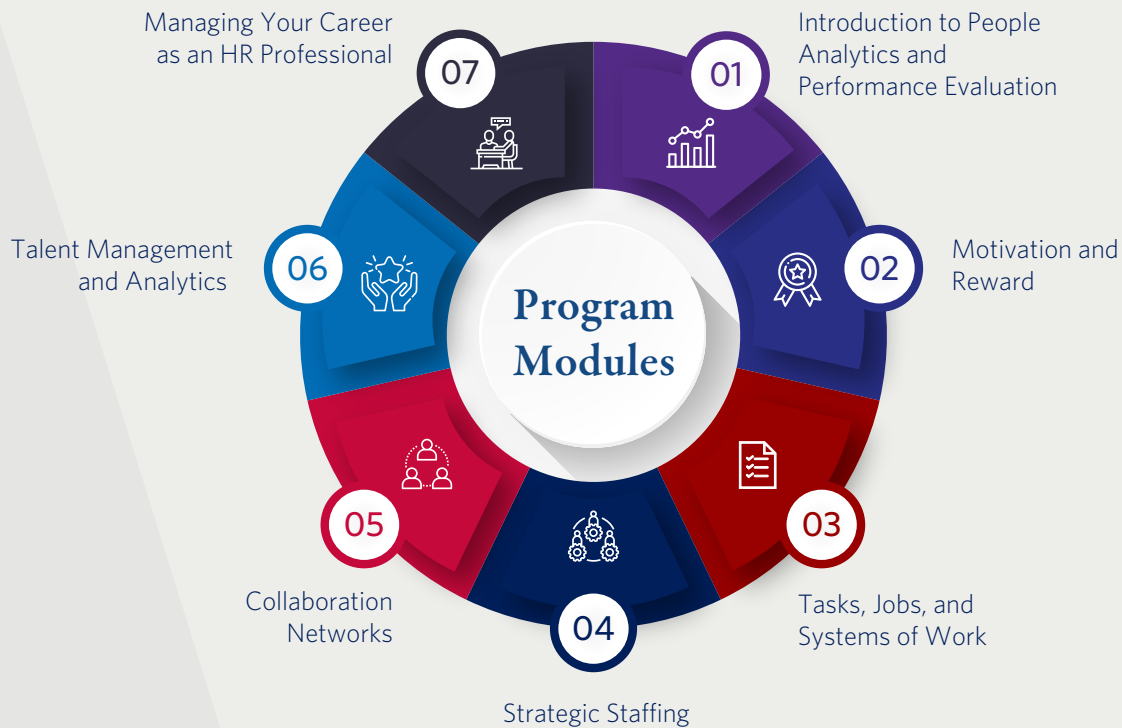 Program
Modules
01
Introduction to People
Analytics and
Performance Evaluation
02
Motivation and
Reward
03
Tasks, Jobs, and
Systems of Work
04
Strategic Staffing
05
Collaboration
Networks
06
Talent Management
and Analytics
07
Managing Your Career
as an HR Professional